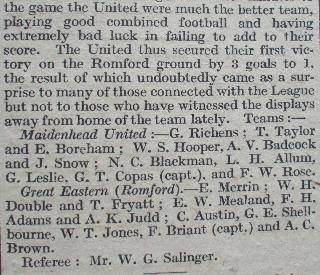 the game the United were much the better team,
playing good combined football and having
extremely bad luck in failing to add to their
score. The United thus secured their first vic-
tory on the Romford ground by 3 goals to 1,
the result of which undoubtedly came as a sur-
prise to many of those connected with the League
but not to those who have witnessed the displays
away from home of the team lately. Teams :—
Maidenhead United :—G. Richens ; T. Taylor
and E. Boreham ; W. S. Hooper, A. V. Badcock
and J. Snow ; N. C. Blackman, L. H. Allum,
G. Leslie, G. T. Copas (capt.), and F. W. Rose.
Great Eastern (Romford).—E. Merrin ; W. H.
Double and T. Fryatt ; E. W. Mealand, F. H.
Adams and A. K. Judd ; C. Austin, G. E. Shell-
bourne, W. T. Jones, F. Briant (capt.) and A. C.
Brown.
Referee : Mr. W. G. Salinger.